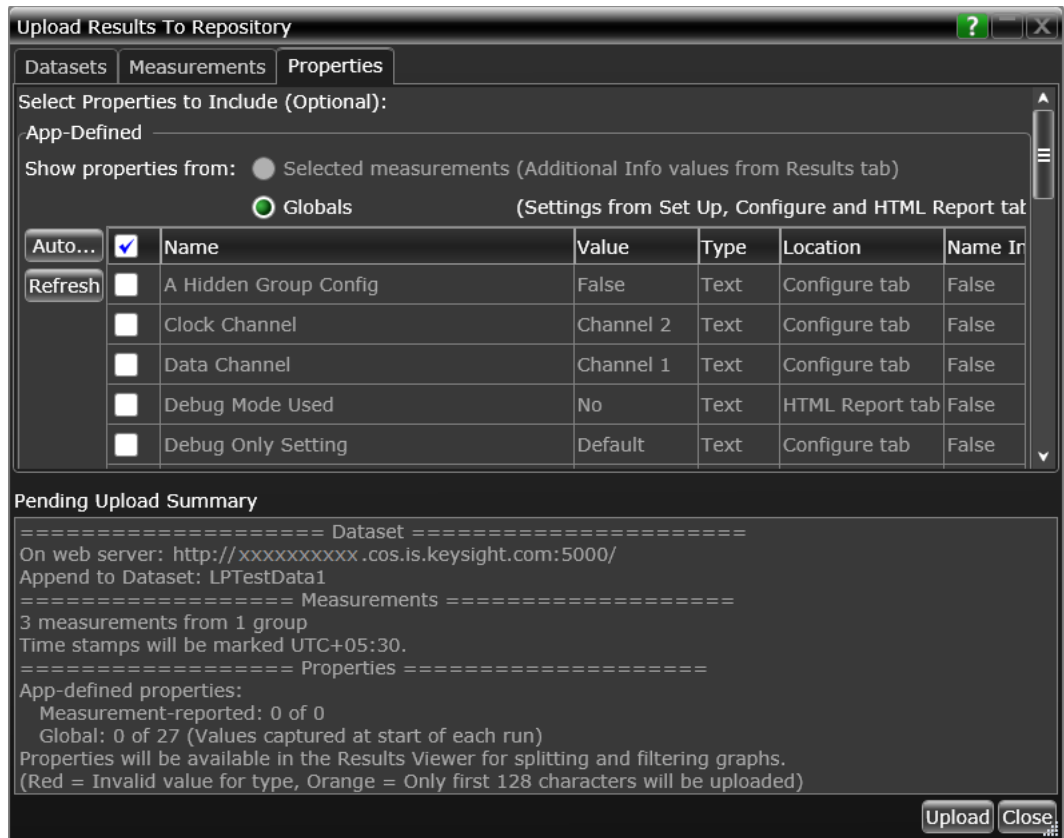 Upload Results To Repository ?
Datasets Measurements Properties
Select Properties to Include (Optional):
App-Defined
Show properties from: Selected measurements (Additional Info values from Results tab)
Globals (Settings from Set Up, Configure and HTML Report tab
Auto... Name Value Type Location Name In
Refresh A Hidden Group Config False Text Configure tab False
Clock Channel Channel 2 Text Configure tab False
Data Channel Channel 1 Text Configure tab False
Debug Mode Used No Text HTML Report tab False
Debug Only Setting Default Text Configure tab False
Pending Upload Summary
==================== Dataset ======================
On web server: http://xxxxxxxxxx.cos.is.keysight.com:5000/
Append to Dataset: LPTestData1
================== Measurements ===================
3 measurements from 1 group
Time stamps will be marked UTC+05:30.
================== Properties ====================
App-defined properties:
Measurement-reported: 0 of 0
Global: 0 of 27 (Values captured at start of each run)
Properties will be available in the Results Viewer for splitting and filtering graphs.
(Red = Invalid value for type, Orange = Only first 128 characters will be uploaded)
Upload Close